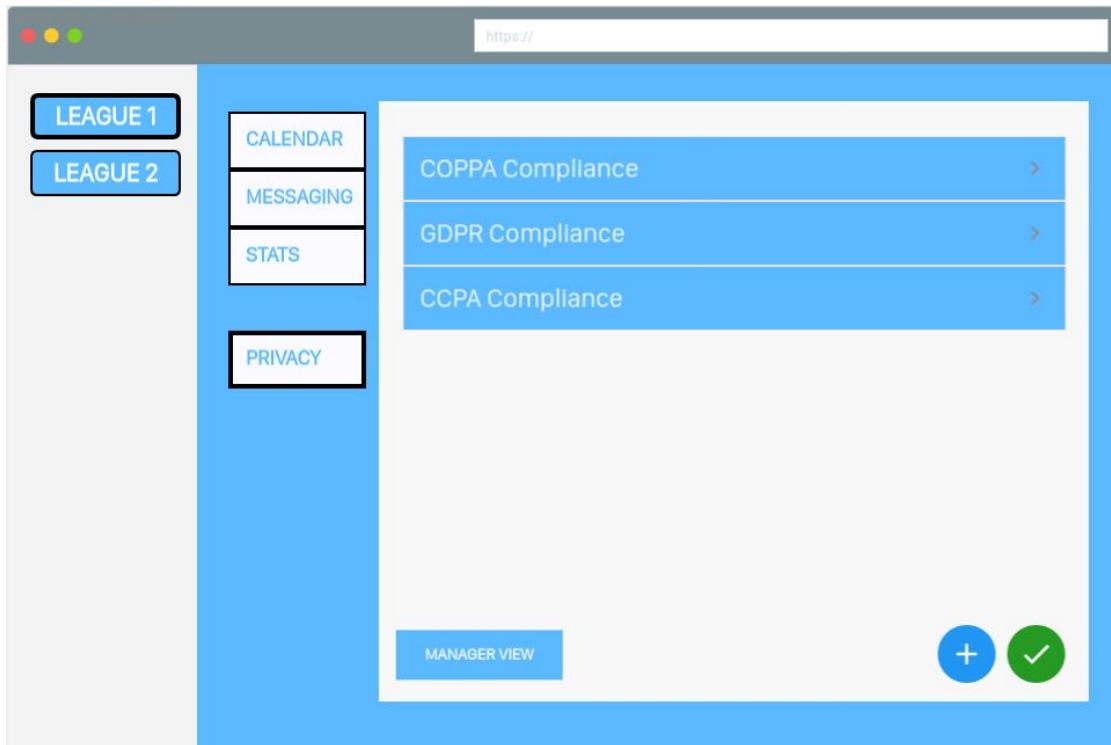 https://
LEAGUE 1
LEAGUE 2
CALENDAR
MESSAGING
STATS
PRIVACY
COPPA Compliance
GDPR Compliance
CCPA Compliance
MANAGER VIEW